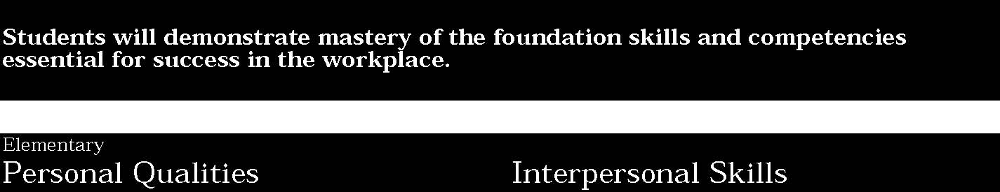 Students will demonstrate mastery of the foundation skills and competencies
essential for success in the workplace.
Elementary
Personal Qualities Interpersonal Skills